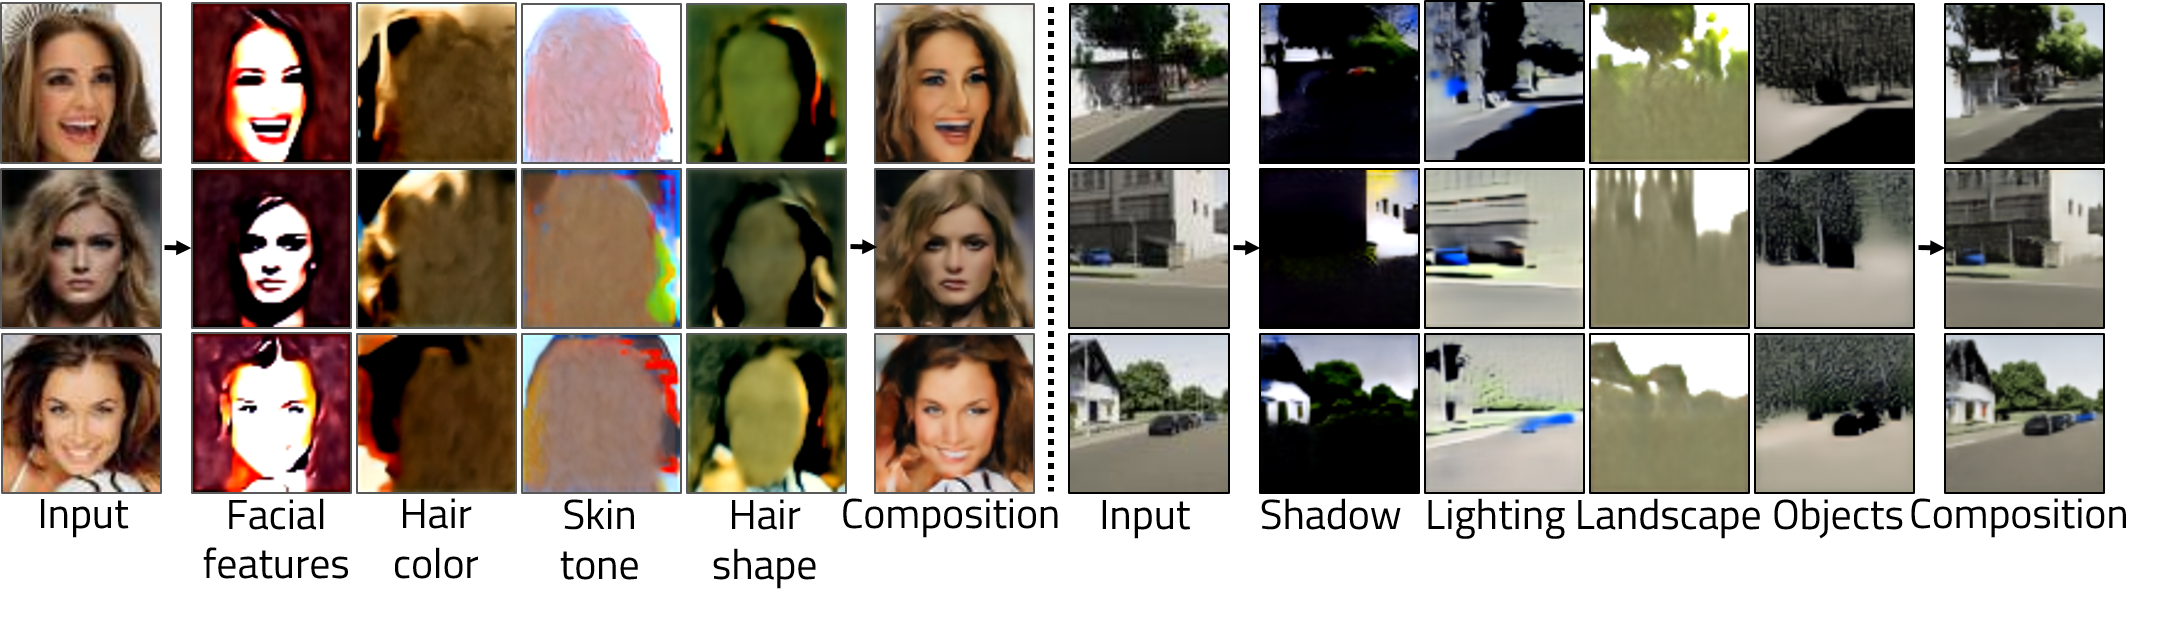 Input Facial Hair Skin Hair Composition Input Shadow Lighting Landscape Objects Composition
features color tone shape